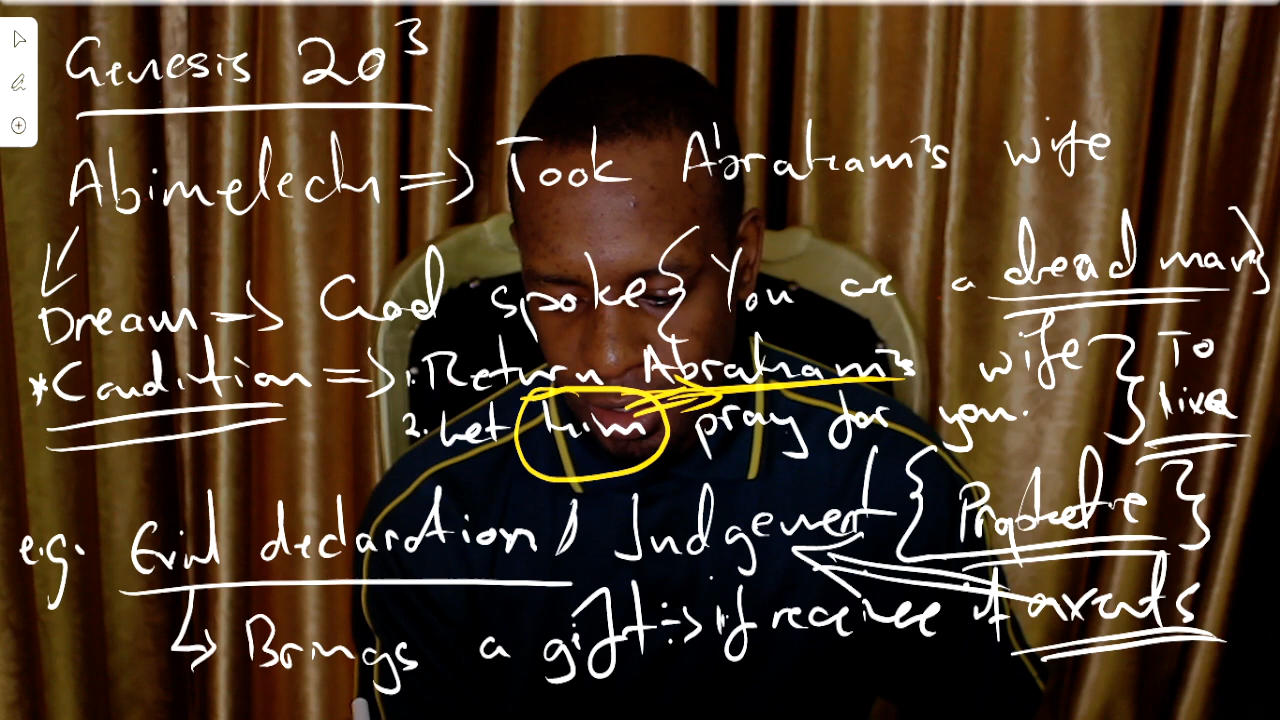 Genesis 20³
Abimelech => Took Abraham's wife
Dream => God spoke { You are a dead man}
*Condition => 1. Return Abraham's wife } To live
2. Let him pray for you.
e.g. Evil declaration / Judgement { Prophetic }
↳ Brings a gift => if receive it averts